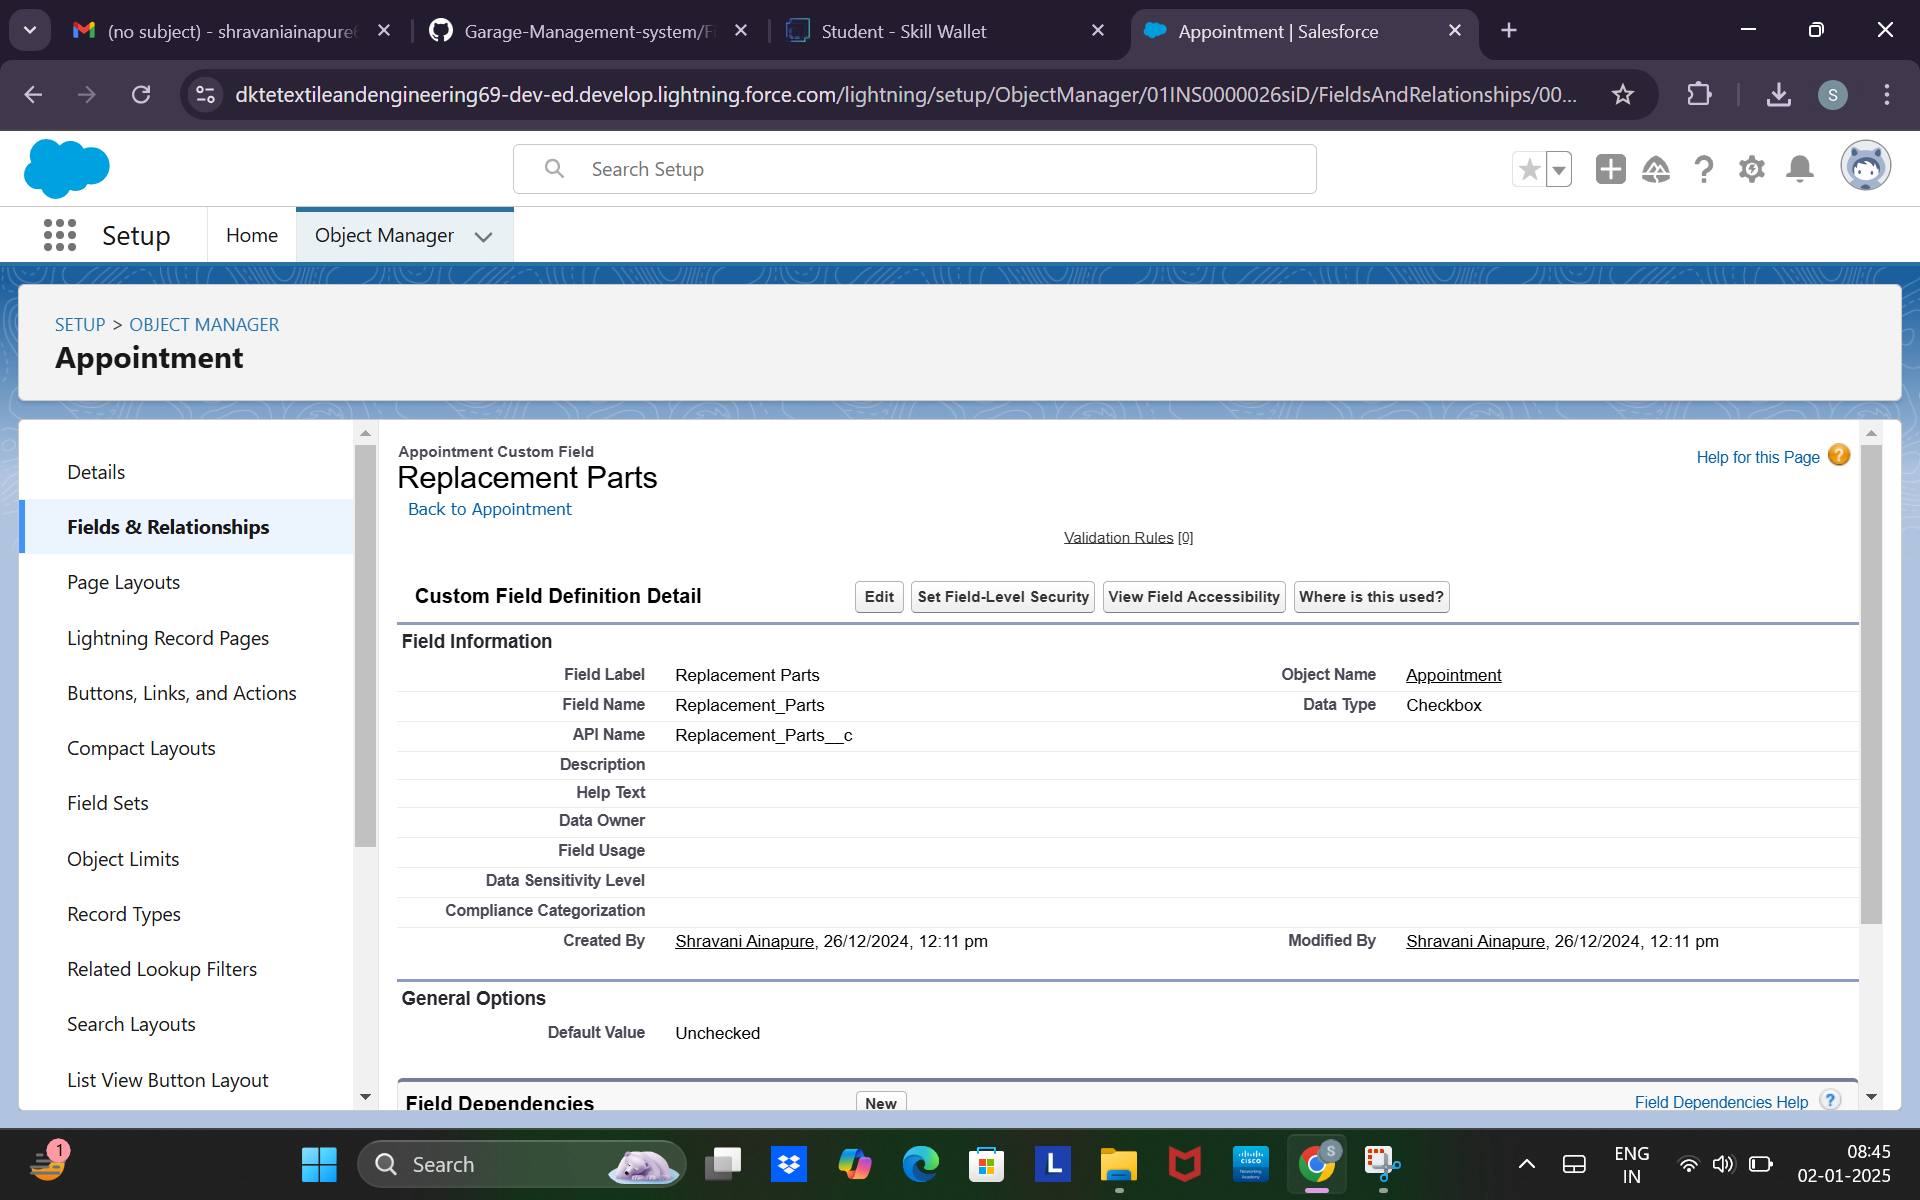 (no subject) - shravaniainapure6
Garage-Management-system/Fi
Student - Skill Wallet
Appointment | Salesforce
dktetextileandengineering69-dev-ed.develop.lightning.force.com/lightning/setup/ObjectManager/01INS0000026siD/FieldsAndRelationships/00...
S
Search Setup
Setup
Home
Object Manager
SETUP > OBJECT MANAGER
Appointment
Details
Fields & Relationships
Page Layouts
Lightning Record Pages
Buttons, Links, and Actions
Compact Layouts
Field Sets
Object Limits
Record Types
Related Lookup Filters
Search Layouts
List View Button Layout
Appointment Custom Field
Replacement Parts
Back to Appointment
Help for this Page
Validation Rules [0]
Custom Field Definition Detail
Edit
Set Field-Level Security
View Field Accessibility
Where is this used?
Field Information
Field Label Replacement Parts Object Name Appointment
Field Name Replacement_Parts Data Type Checkbox
API Name Replacement_Parts__c
Description
Help Text
Data Owner
Field Usage
Data Sensitivity Level
Compliance Categorization
Created By Shravani Ainapure, 26/12/2024, 12:11 pm Modified By Shravani Ainapure, 26/12/2024, 12:11 pm
General Options
Default Value Unchecked
Field Dependencies
New
Field Dependencies Help ?
1
Search
L
CISCO
S
ENG
IN
08:45
02-01-2025